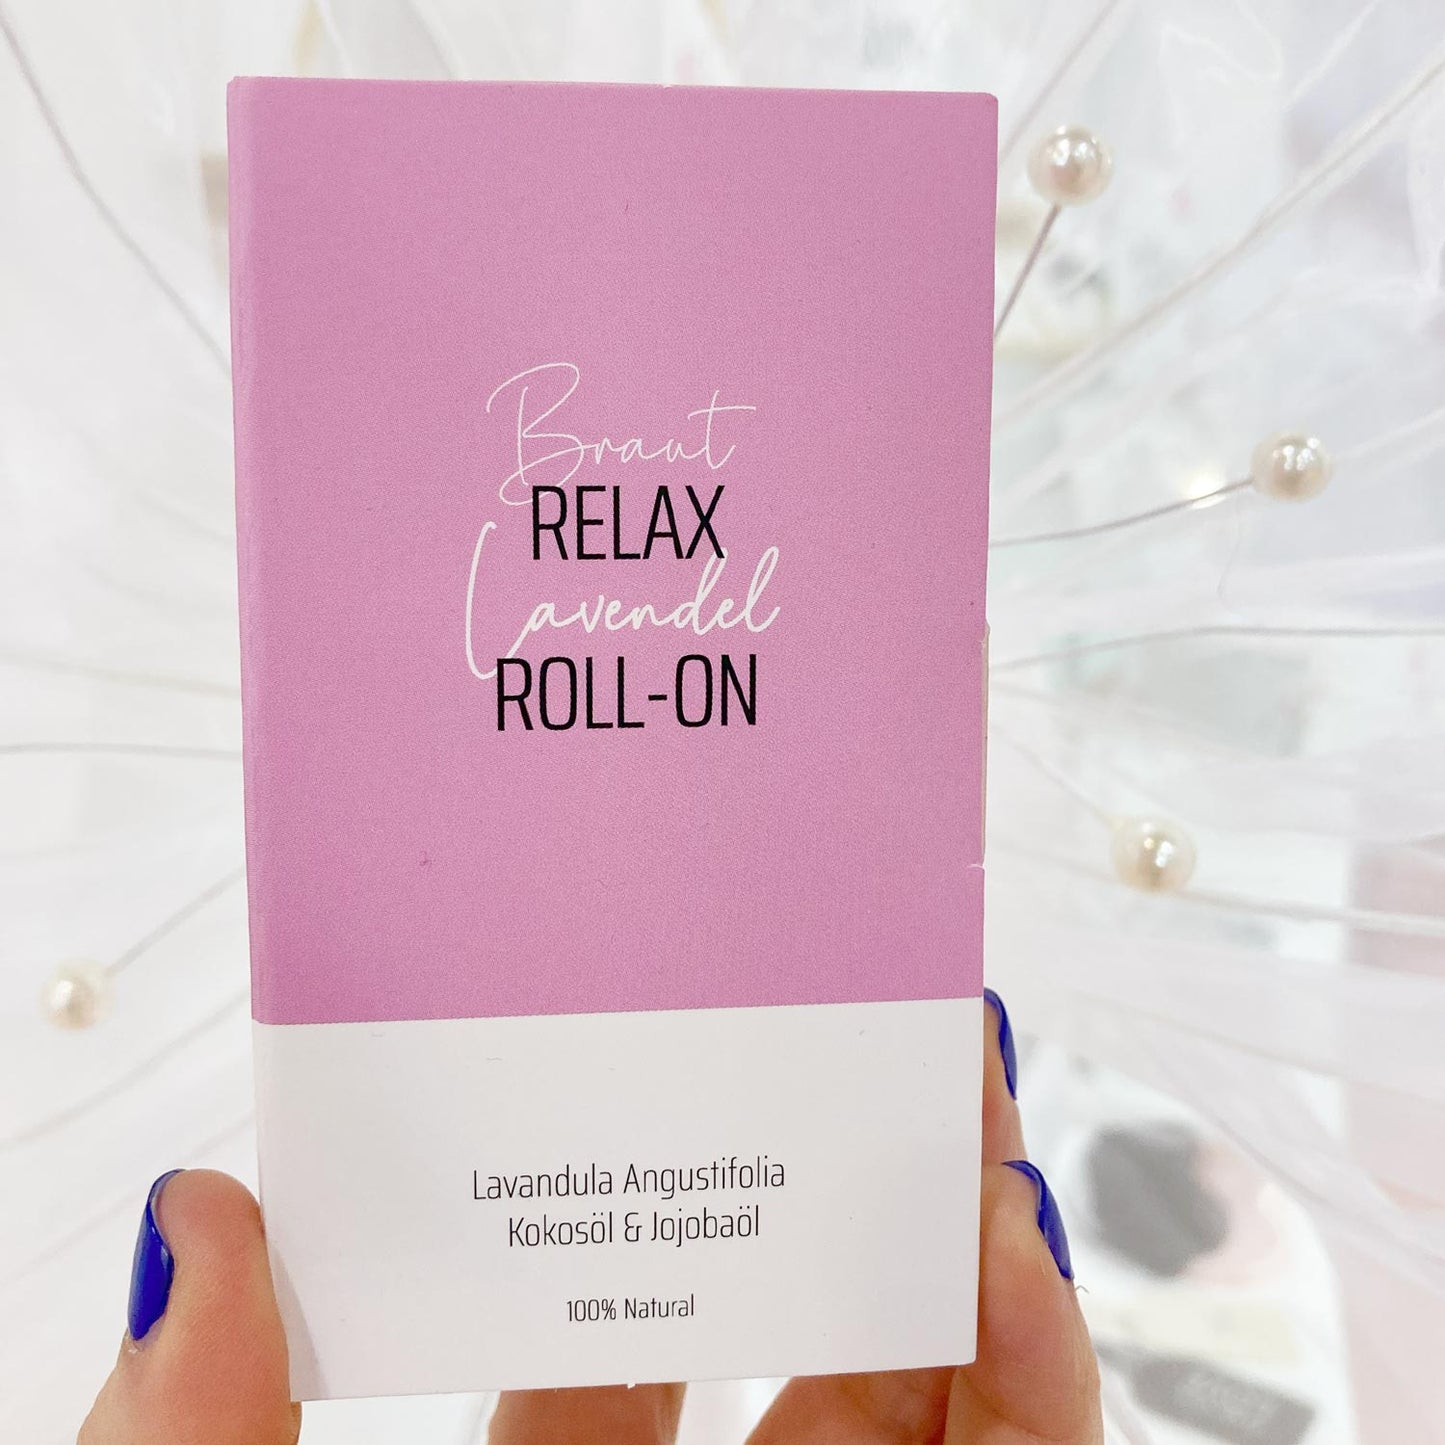 Braut
RELAX
Lavendel
ROLL-ON
Lavandula Angustifolia
Kokosöl & Jojobaöl
100% Natural